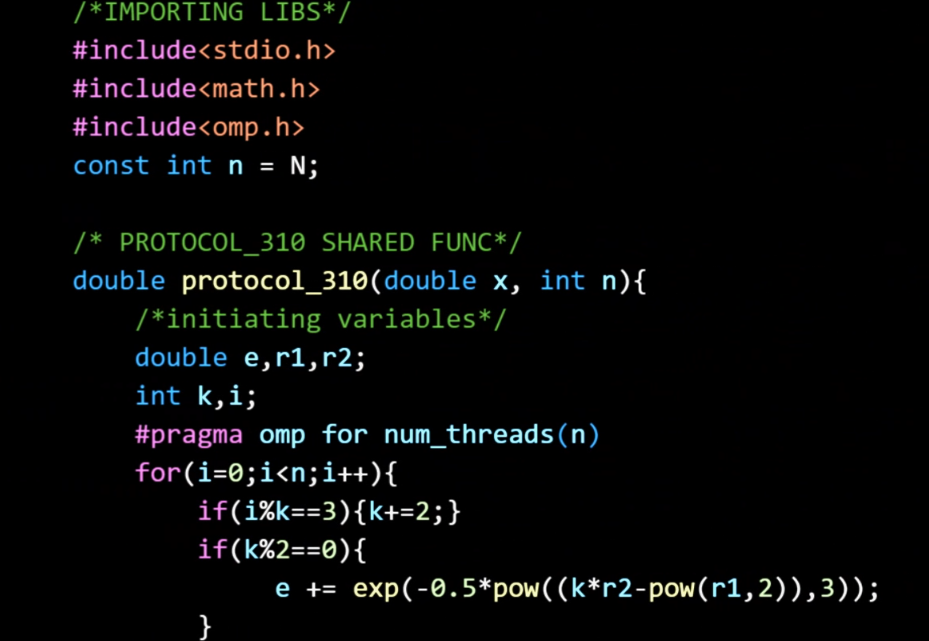 /*IMPORTING LIBS*/
#include<stdio.h>
#include<math.h>
#include<omp.h>
const int n = N;
/* PROTOCOL_310 SHARED FUNC*/
double protocol_310(double x, int n){
/*initiating variables*/
double e,r1,r2;
int k,i;
#pragma omp for num_threads(n)
for(i=0;i<n;i++){
if(i%k==3){k+=2;}
if(k%2==0){
e += exp(-0.5*pow((k*r2-pow(r1,2)),3));
}